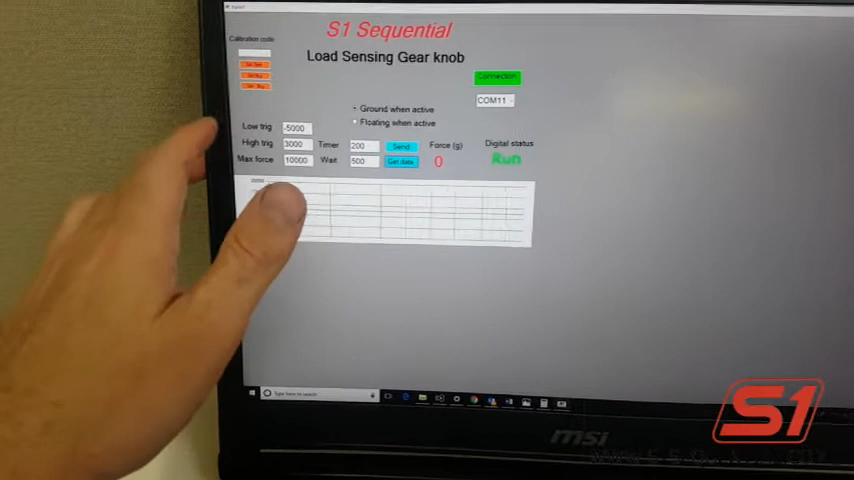 S1 Sequential
Calibration code
Load Sensing Gear knob
Connection
COM11
Ground when active
Floating when active
Low trig -5000
High trig 3000 Timer 200 Send Force (g) Digital status
Max force 10000 Wait 500 Get data 0 Run
Type here to search
msi
S1